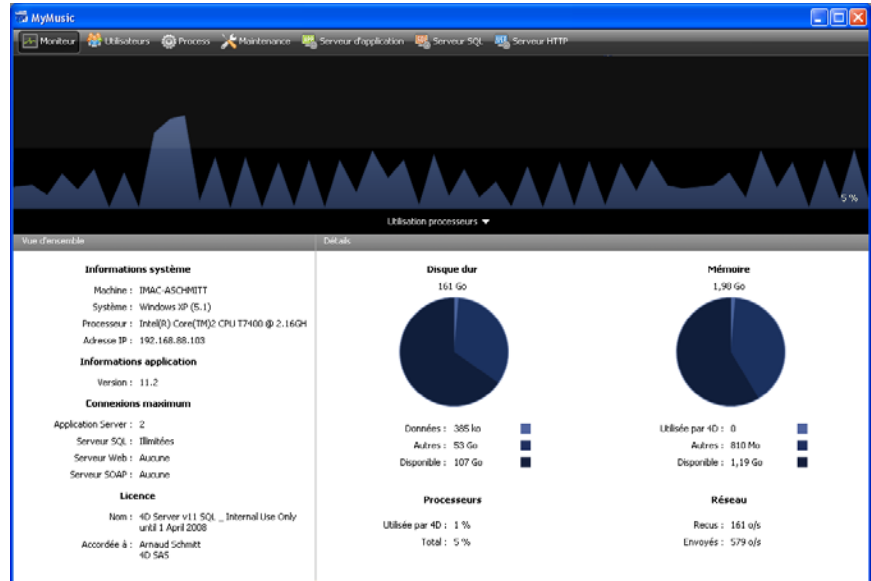 MyMusic
Moniteur Utilisateurs Process Maintenance Serveur d'application Serveur SQL Serveur HTTP
5 %
Utilisation processeurs
Vue d'ensemble
Détails
Informations système
Machine : IMAC-ASCHMITT
Système : Windows XP (5.1)
Processeur : Intel(R) Core(TM)2 CPU T7400 @ 2.16GH
Adresse IP : 192.168.88.103
Informations application
Version : 11.2
Connexions maximum
Application Server : 2
Serveur SQL : Illimitées
Serveur Web : Aucune
Serveur SOAP : Aucune
Licence
Nom : 4D Server v11 SQL _ Internal Use Only
until 1 April 2008
Accordée à : Arnaud Schmitt
4D SAS
Disque dur
161 Go
Données : 385 ko
Autres : 53 Go
Disponible : 107 Go
Processeurs
Utilisée par 4D : 1 %
Total : 5 %
Mémoire
1,98 Go
Utilisée par 4D : 0
Autres : 810 Mo
Disponible : 1,19 Go
Réseau
Recus : 161 o/s
Envoyés : 579 o/s